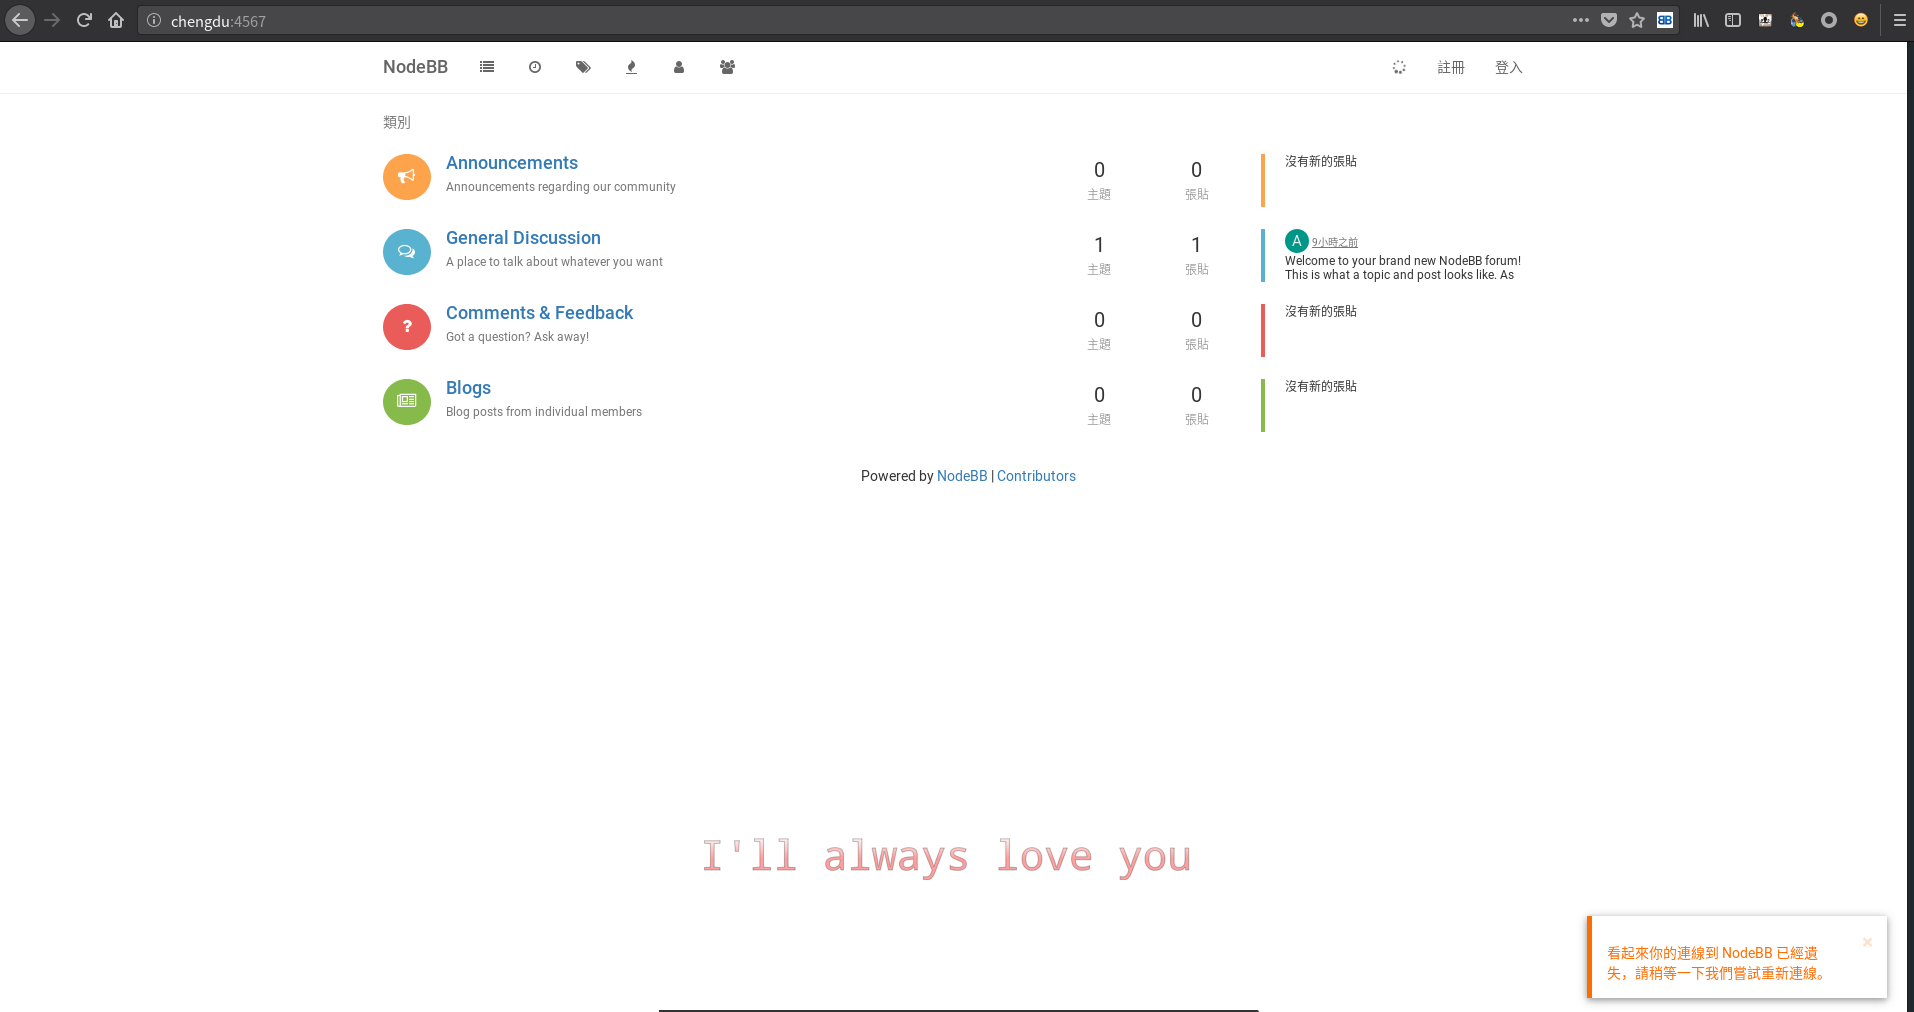 chengdu:4567
NodeBB
註冊
登入
類別
Announcements
Announcements regarding our community
0
主題
0
張貼
沒有新的張貼
General Discussion
A place to talk about whatever you want
1
主題
1
張貼
A
9小時之前
Welcome to your brand new NodeBB forum!
This is what a topic and post looks like. As
Comments & Feedback
Got a question? Ask away!
0
主題
0
張貼
沒有新的張貼
Blogs
Blog posts from individual members
0
主題
0
張貼
沒有新的張貼
Powered by NodeBB | Contributors
I'll always love you
看起來你的連線到 NodeBB 已經遺
失，請稍等一下我們嘗試重新連線。